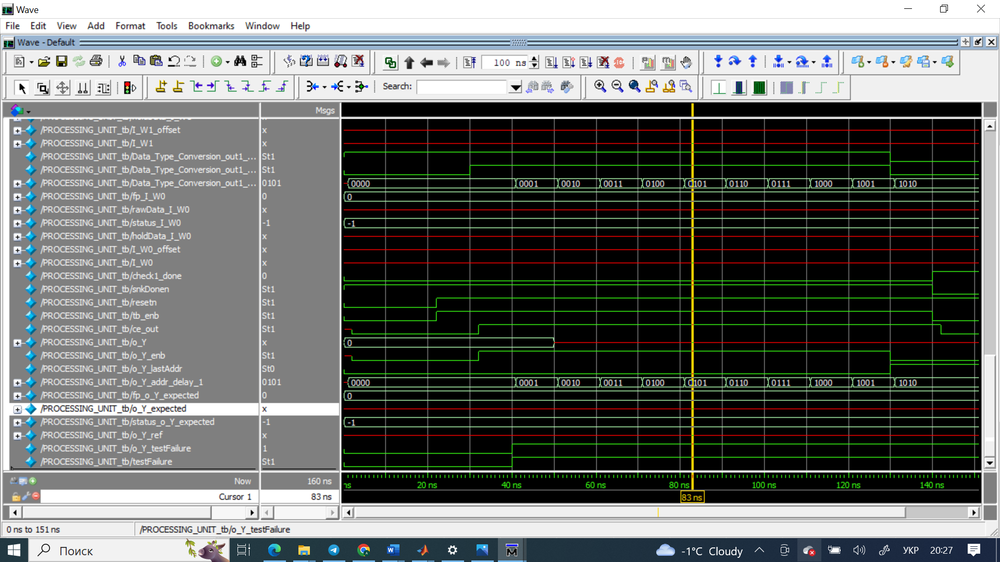 Wave
File Edit View Add Format Tools Bookmarks Window Help
Wave - Default
100 ns
Search:
Msgs
/PROCESSING_UNIT_tb/I_W1_offset x
/PROCESSING_UNIT_tb/I_W1 x
/PROCESSING_UNIT_tb/Data_Type_Conversion_out1_... St1
/PROCESSING_UNIT_tb/Data_Type_Conversion_out1_... St1
/PROCESSING_UNIT_tb/Data_Type_Conversion_out1_... 0101 0000 0001 0010 0011 0100 0101 0110 0111 1000 1001 1010
/PROCESSING_UNIT_tb/fp_I_W0 0 0
/PROCESSING_UNIT_tb/rawData_I_W0 x
/PROCESSING_UNIT_tb/status_I_W0 -1 -1
/PROCESSING_UNIT_tb/holdData_I_W0 x
/PROCESSING_UNIT_tb/I_W0_offset x
/PROCESSING_UNIT_tb/I_W0 x
/PROCESSING_UNIT_tb/check1_done 0
/PROCESSING_UNIT_tb/snkDonen St1
/PROCESSING_UNIT_tb/resetn St1
/PROCESSING_UNIT_tb/tb_enb St1
/PROCESSING_UNIT_tb/ce_out St1
/PROCESSING_UNIT_tb/o_Y x 0
/PROCESSING_UNIT_tb/o_Y_enb St1
/PROCESSING_UNIT_tb/o_Y_lastAddr St0
/PROCESSING_UNIT_tb/o_Y_addr_delay_1 0101 0000 0001 0010 0011 0100 0101 0110 0111 1000 1001 1010
/PROCESSING_UNIT_tb/fp_o_Y_expected 0 0
/PROCESSING_UNIT_tb/o_Y_expected x
/PROCESSING_UNIT_tb/status_o_Y_expected -1 -1
/PROCESSING_UNIT_tb/o_Y_ref x
/PROCESSING_UNIT_tb/o_Y_testFailure 1
/PROCESSING_UNIT_tb/testFailure St1
Now 160 ns ns 20 ns 40 ns 60 ns 80 ns 100 ns 120 ns 140 ns
Cursor 1 83 ns 83 ns
0 ns to 151 ns /PROCESSING_UNIT_tb/o_Y_testFailure
Поиск -1°C Cloudy УКР 20:27